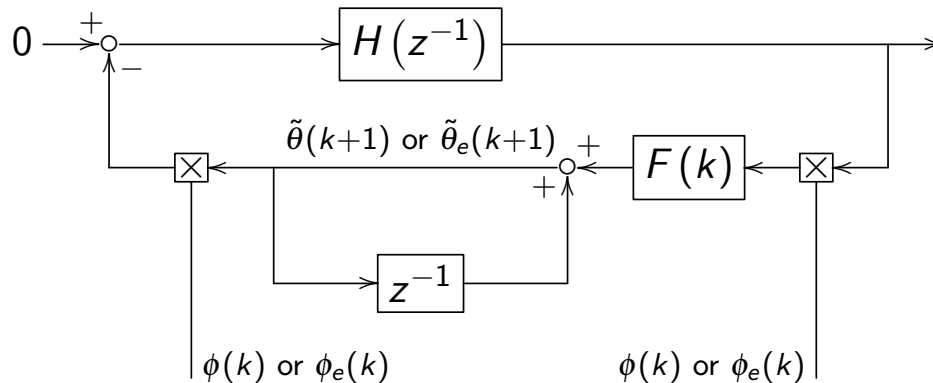 0 + H(z⁻¹)
−
θ̃(k+1) or θ̃ₑ(k+1) + F(k)
× + ×
z⁻¹
ϕ(k) or ϕₑ(k) ϕ(k) or ϕₑ(k)